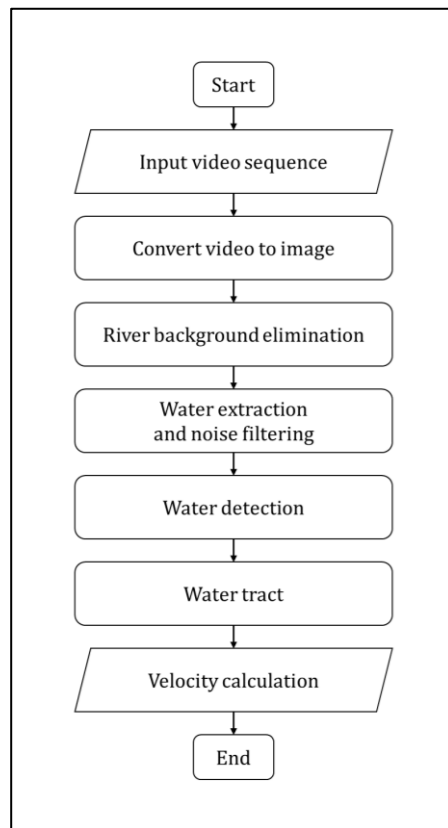 Start
Input video sequence
Convert video to image
River background elimination
Water extraction
and noise filtering
Water detection
Water tract
Velocity calculation
End